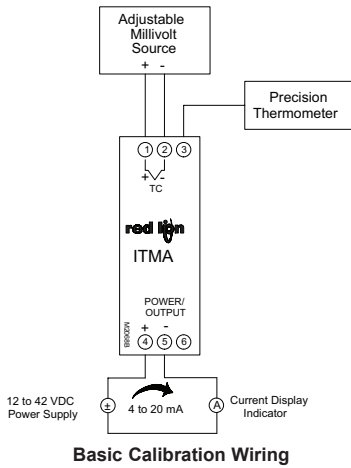 Adjustable
Millivolt
Source
+ -
Precision
Thermometer
1 2 3
+ -
TC
red lion
ITMA
POWER/
OUTPUT
+ -
4 5 6
12 to 42 VDC
Power Supply
±
4 to 20 mA
A
Current Display
Indicator
Basic Calibration Wiring